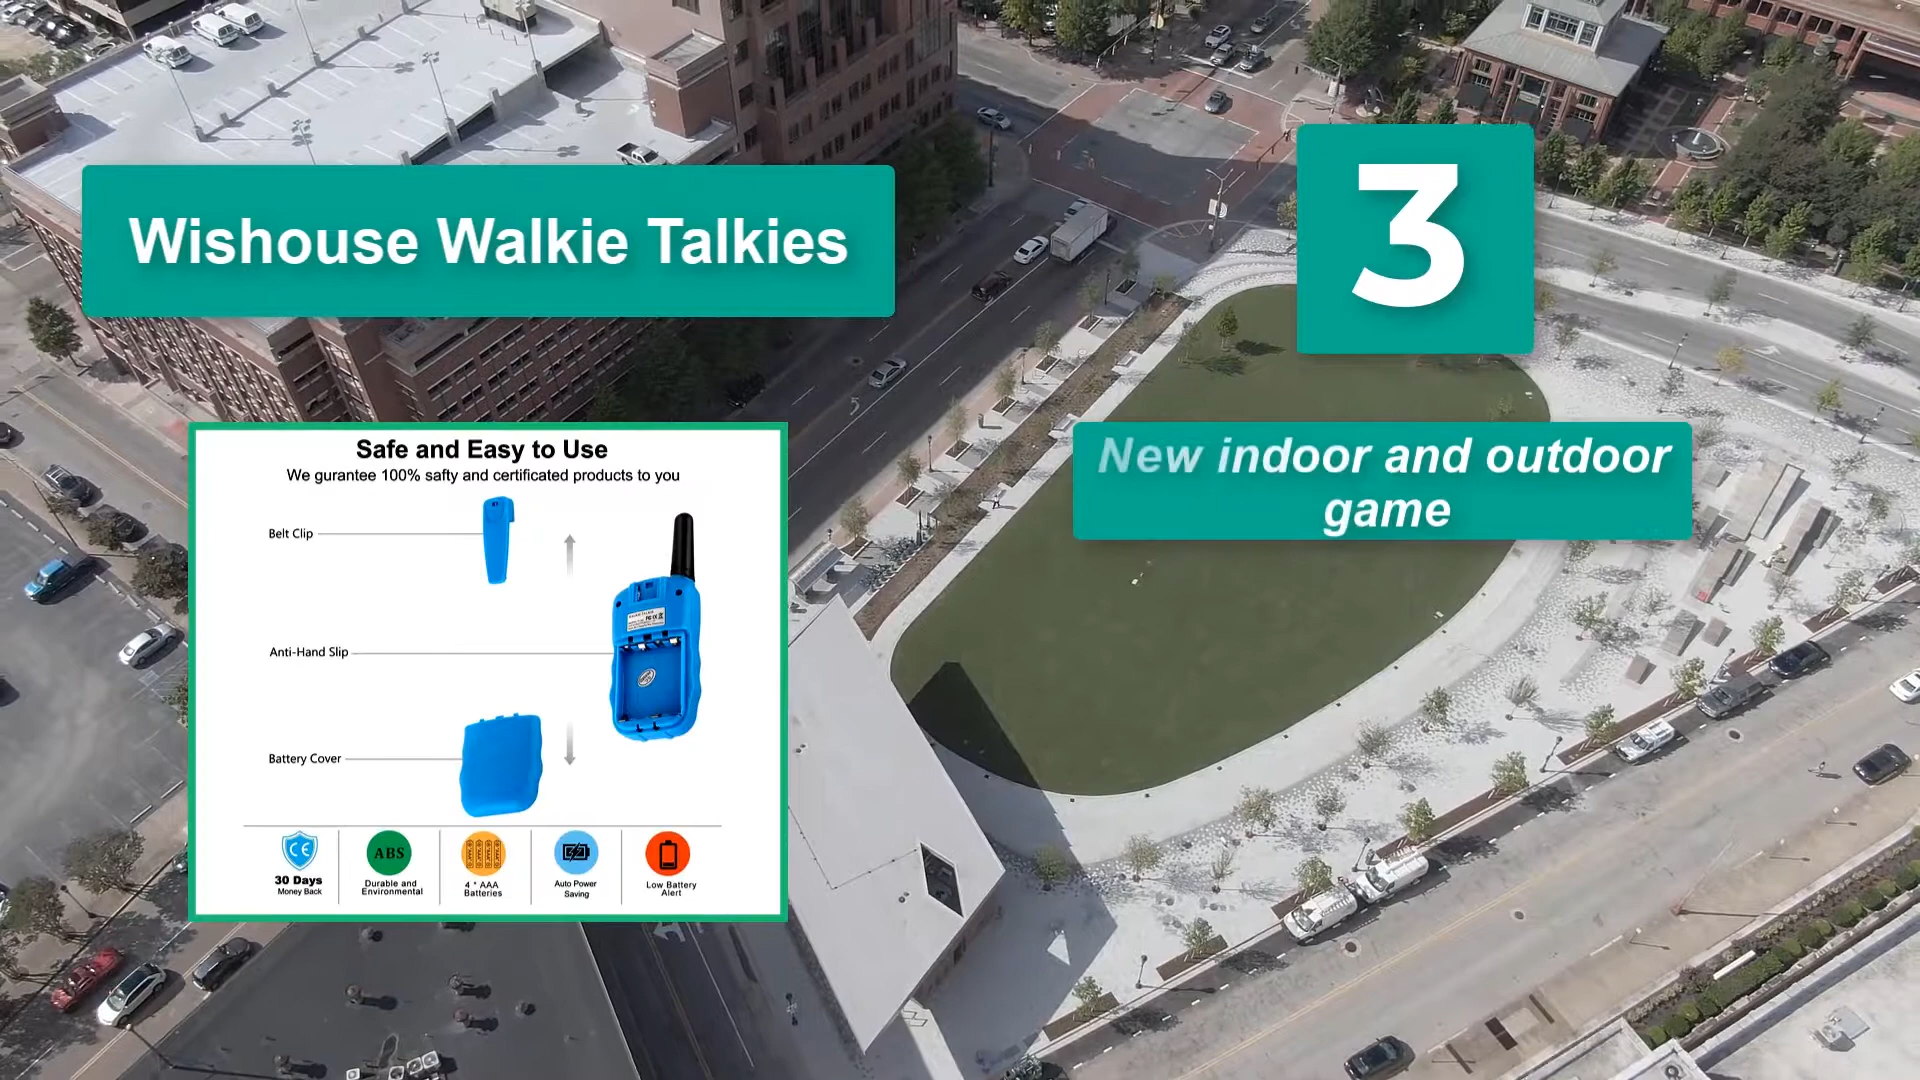 Wishouse Walkie Talkies
3
New indoor and outdoor
game
Safe and Easy to Use
We gurantee 100% safty and certificated products to you
Belt Clip
Anti-Hand Slip
Battery Cover
CE
30 Days
Money Back
ABS
Durable and
Environmental
4 * AAA
Batteries
Auto Power
Saving
Low Battery
Alert